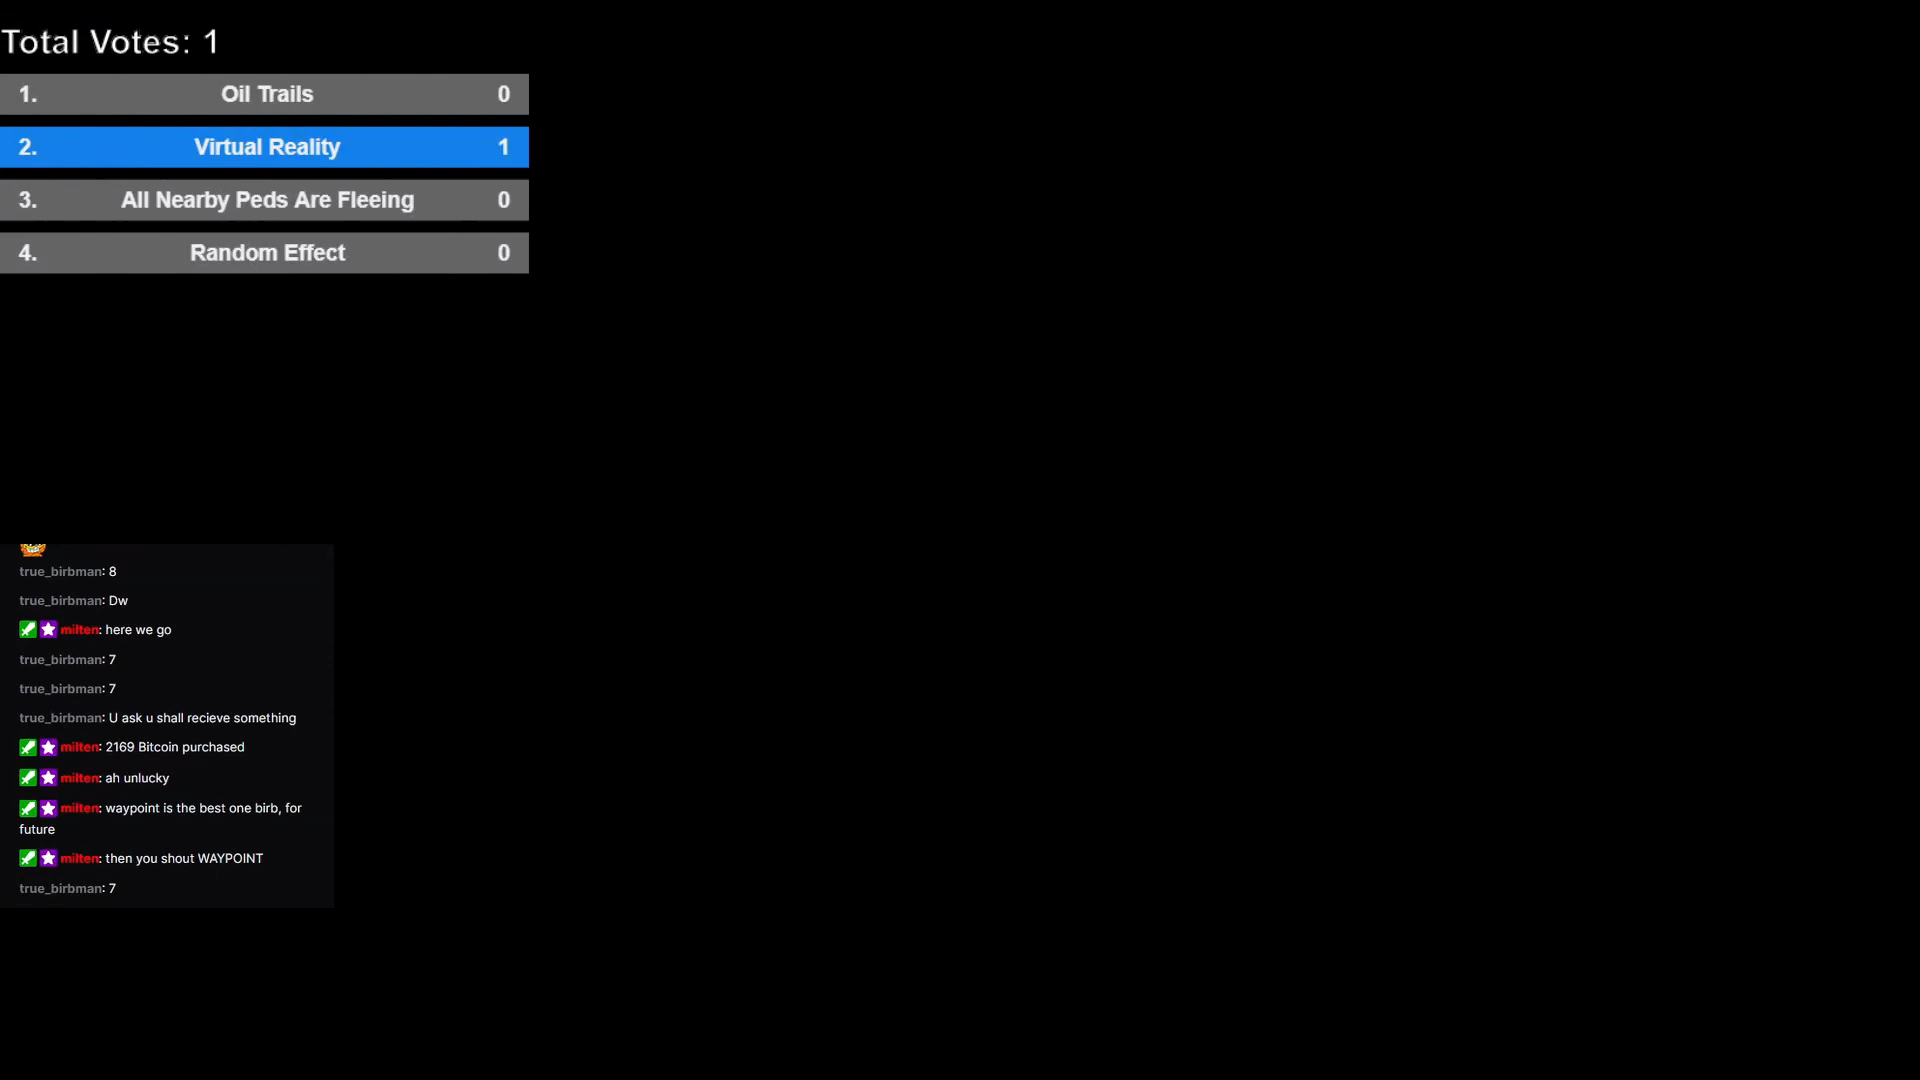 Total Votes: 1
1. Oil Trails 0
2. Virtual Reality 1
3. All Nearby Peds Are Fleeing 0
4. Random Effect 0
true_birbman: 8
true_birbman: Dw
milten: here we go
true_birbman: 7
true_birbman: 7
true_birbman: U ask u shall recieve something
milten: 2169 Bitcoin purchased
milten: ah unlucky
milten: waypoint is the best one birb, for
future
milten: then you shout WAYPOINT
true_birbman: 7